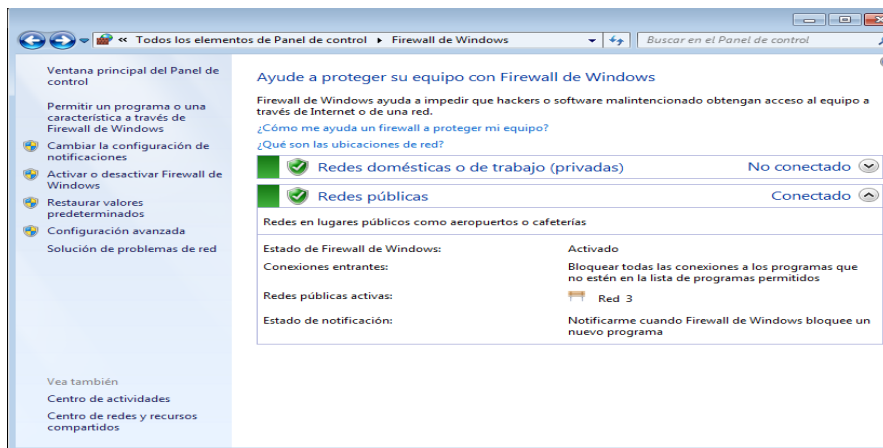 « Todos los elementos de Panel de control ▸ Firewall de Windows
Buscar en el Panel de control
Ventana principal del Panel de
control
Permitir un programa o una
característica a través de
Firewall de Windows
Cambiar la configuración de
notificaciones
Activar o desactivar Firewall de
Windows
Restaurar valores
predeterminados
Configuración avanzada
Solución de problemas de red
Vea también
Centro de actividades
Centro de redes y recursos
compartidos
Ayude a proteger su equipo con Firewall de Windows
Firewall de Windows ayuda a impedir que hackers o software malintencionado obtengan acceso al equipo a
través de Internet o de una red.
¿Cómo me ayuda un firewall a proteger mi equipo?
¿Qué son las ubicaciones de red?
Redes domésticas o de trabajo (privadas) No conectado
Redes públicas Conectado
Redes en lugares públicos como aeropuertos o cafeterías
Estado de Firewall de Windows: Activado
Conexiones entrantes: Bloquear todas las conexiones a los programas que
no estén en la lista de programas permitidos
Redes públicas activas: Red 3
Estado de notificación: Notificarme cuando Firewall de Windows bloquee un
nuevo programa